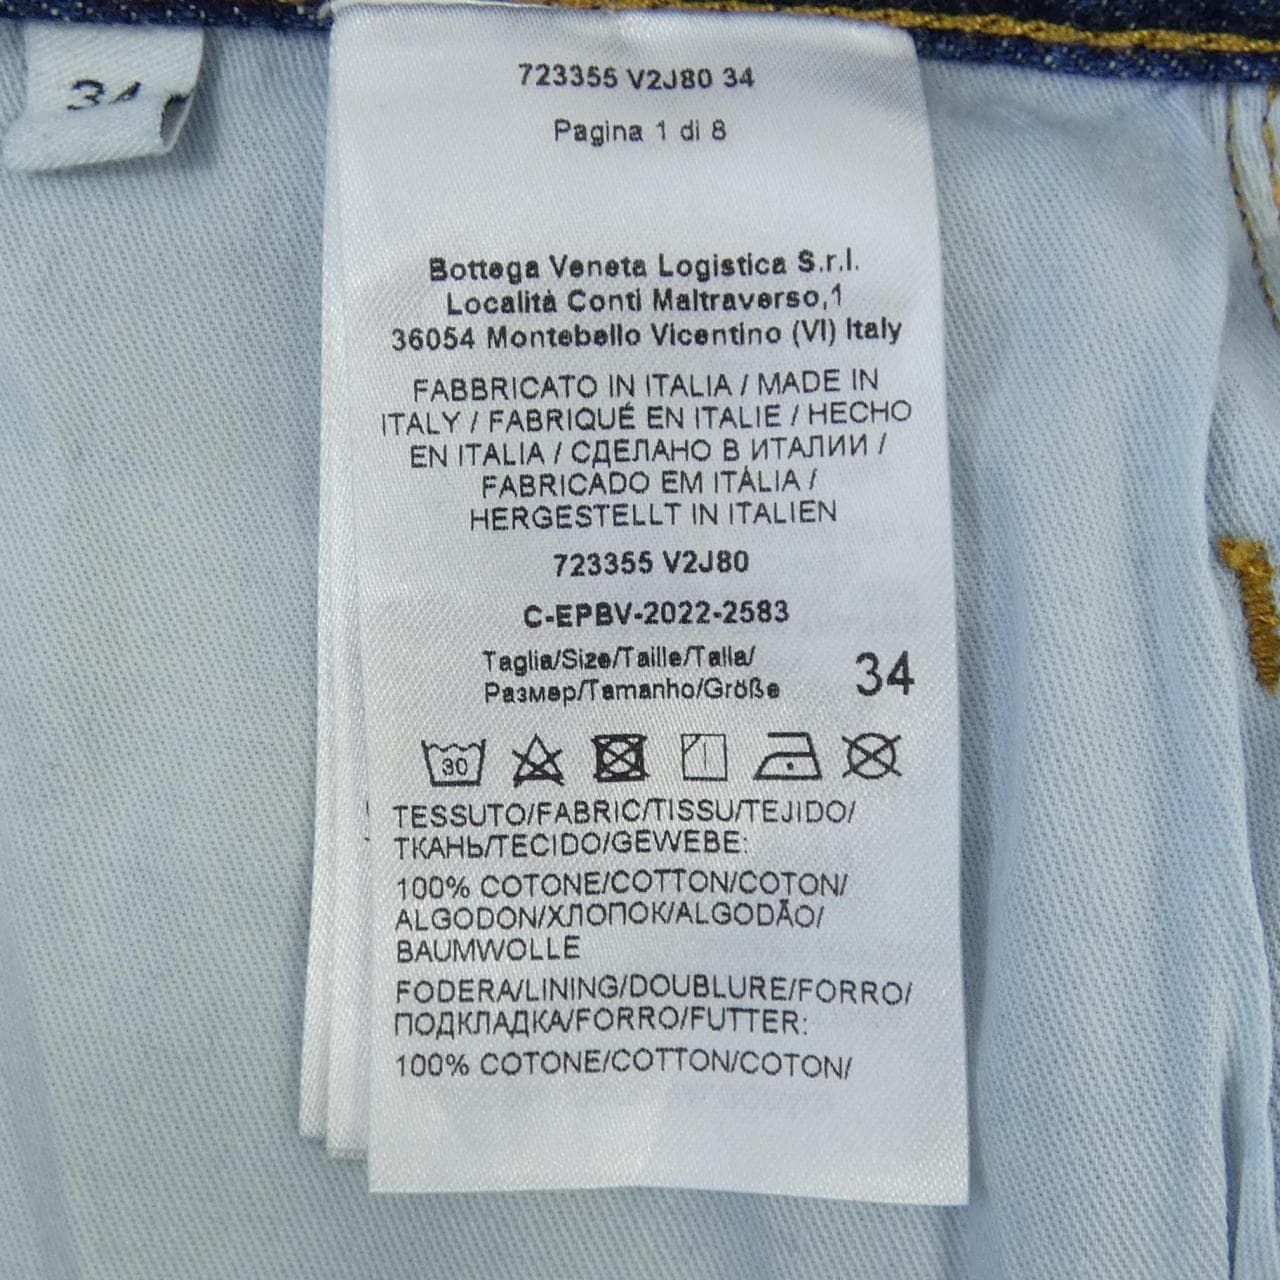 34
723355 V2J80 34
Pagina 1 di 8
Bottega Veneta Logistica S.r.l.
Località Conti Maltraverso,1
36054 Montebello Vicentino (VI) Italy
FABBRICATO IN ITALIA / MADE IN
ITALY / FABRIQUÉ EN ITALIE / HECHO
EN ITALIA / СДЕЛАНО В ИТАЛИИ /
FABRICADO EM ITÁLIA /
HERGESTELLT IN ITALIEN
723355 V2J80
C-EPBV-2022-2583
Taglia/Size/Taille/Talla/
Размер/Tamanho/Größe
34
30
TESSUTO/FABRIC/TISSU/TEJIDO/
ТКАНЬ/TECIDO/GEWEBE:
100% COTONE/COTTON/COTON/
ALGODON/ХЛОПОК/ALGODÃO/
BAUMWOLLE
FODERA/LINING/DOUBLURE/FORRO/
ПОДКЛАДКА/FORRO/FUTTER:
100% COTONE/COTTON/COTON/